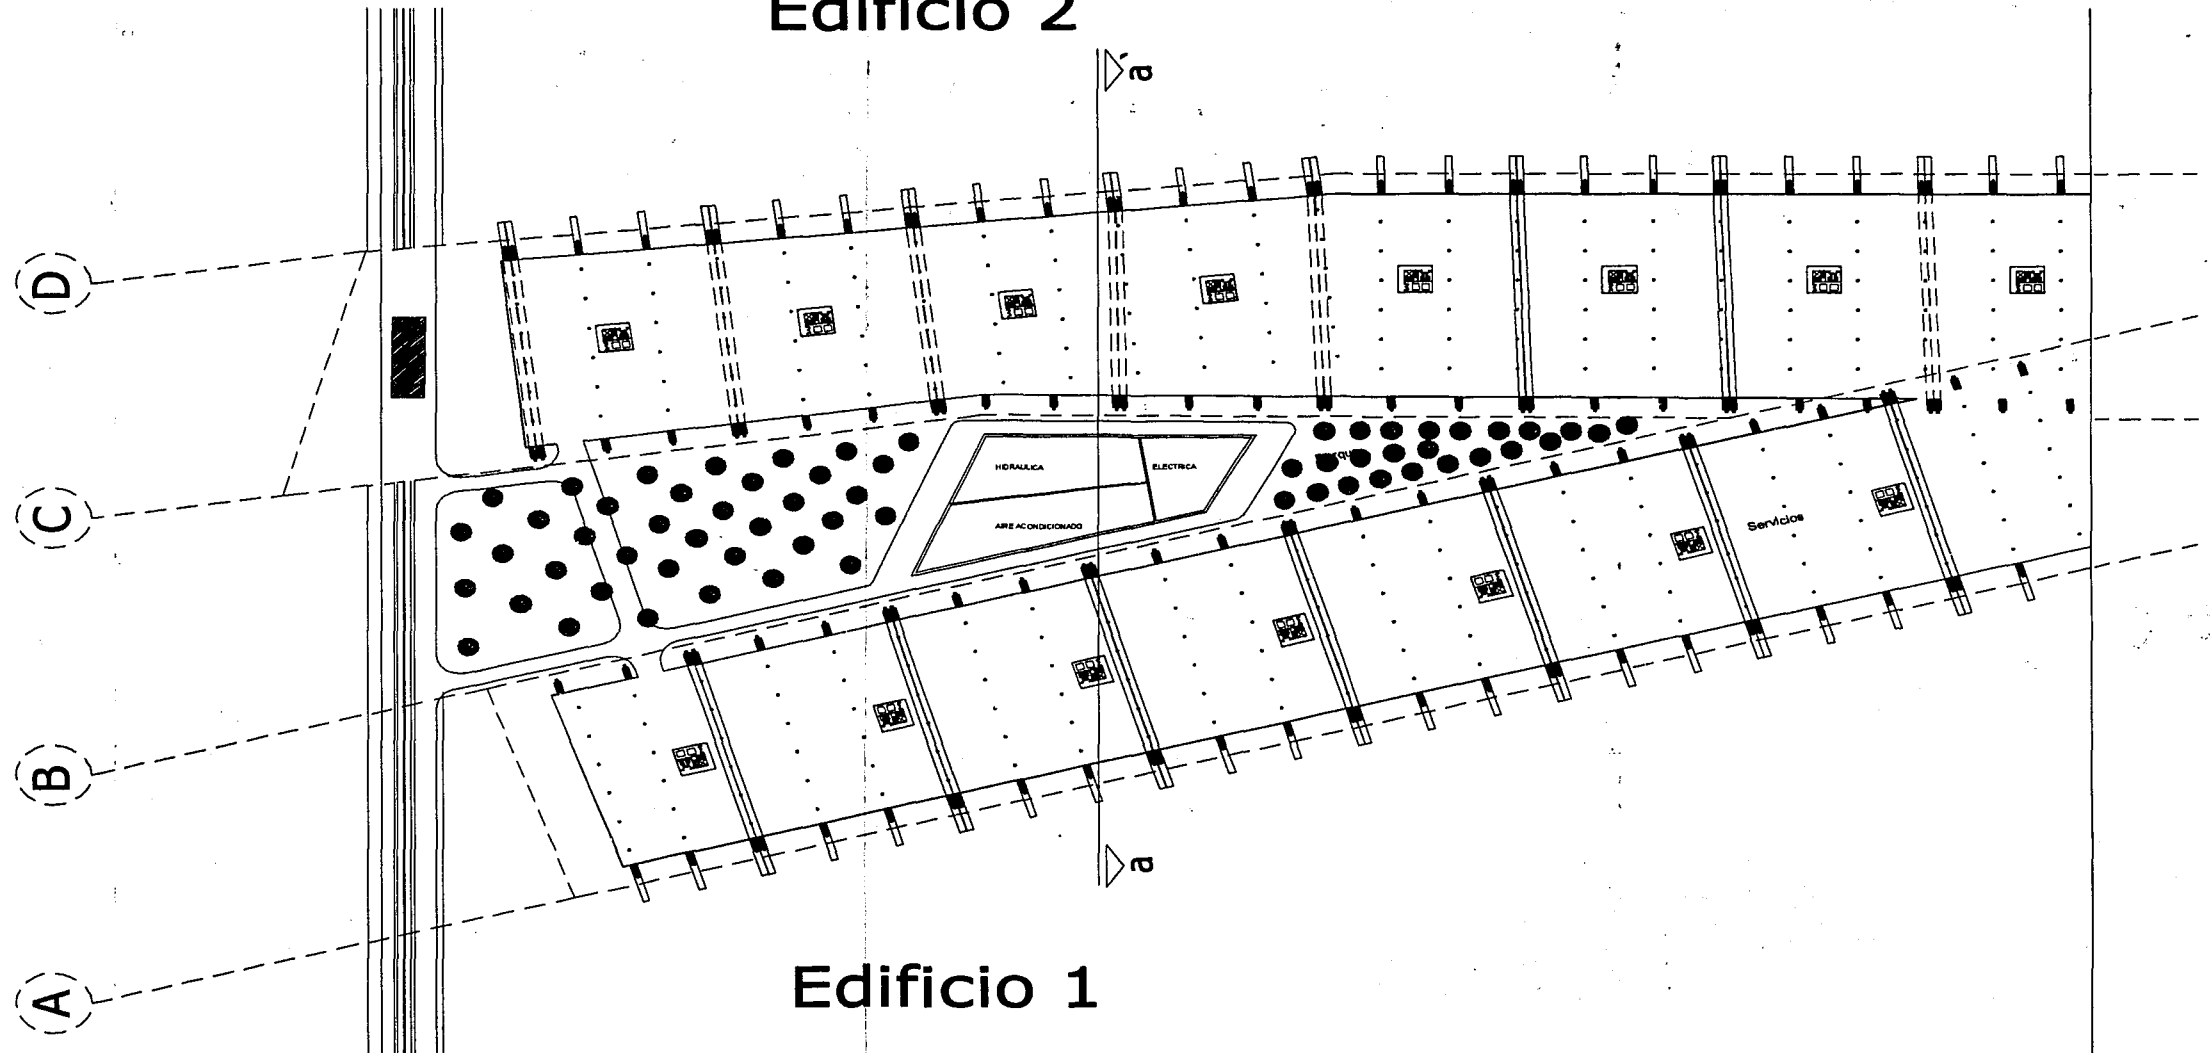 Edificio 2
a
D
HIDRAULICA
ELECTRICA
C
AIRE ACONDICIONADO
Servicios
B
a
A
Edificio 1